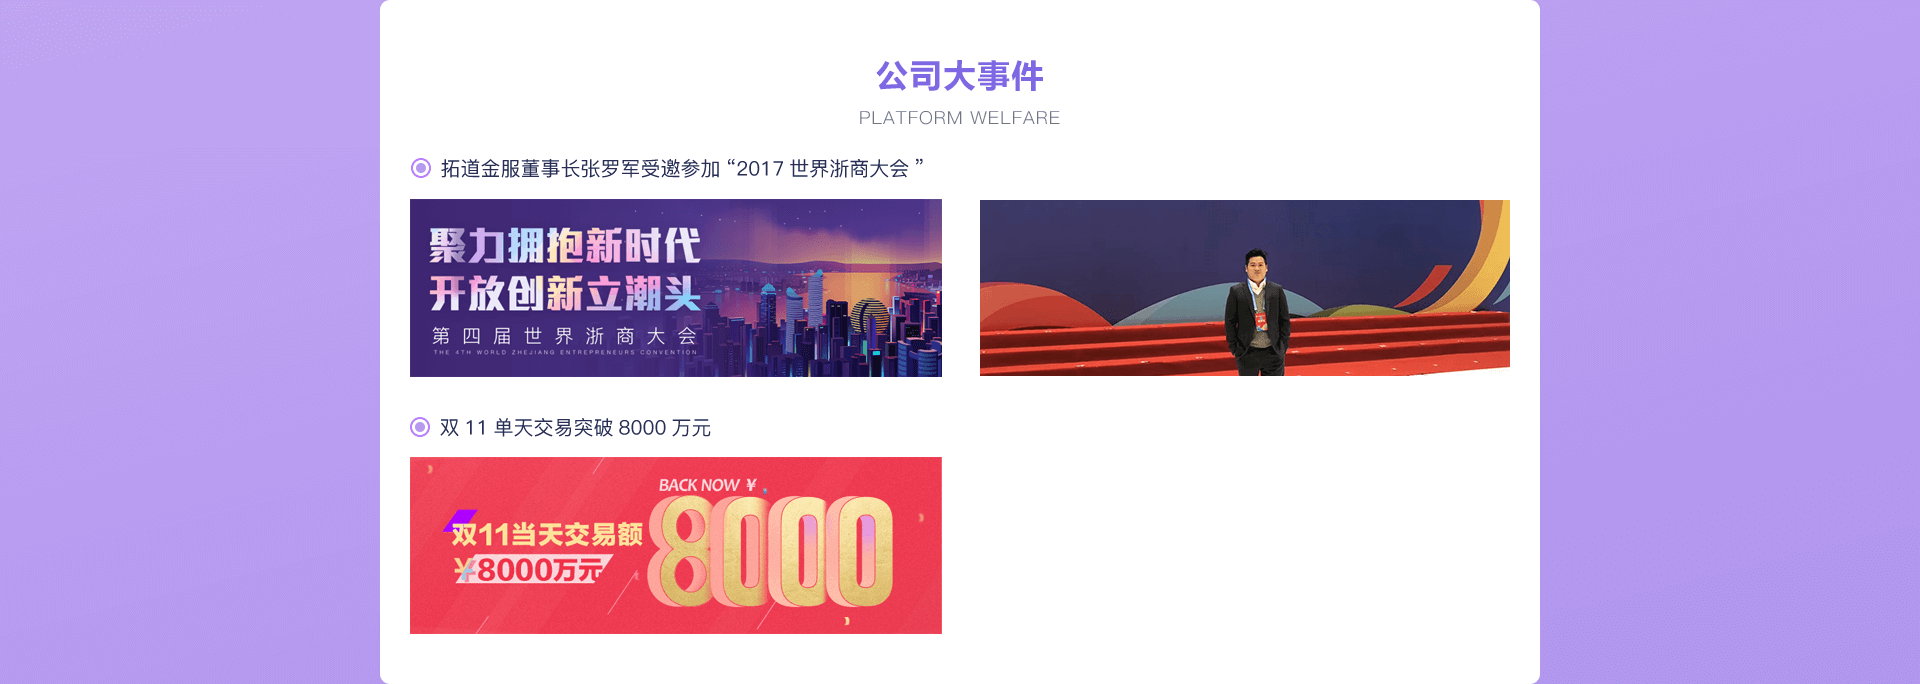 公司大事件
PLATFORM WELFARE
拓道金服董事长张罗军受邀参加 “2017 世界浙商大会 ”
聚力拥抱新时代
开放创新立潮头
第四届世界浙商大会
THE 4TH WORLD ZHEJIANG ENTREPRENEURS CONVENTION
双 11 单天交易突破 8000 万元
BACK NOW ¥
8000
双11当天交易额
¥8000万元